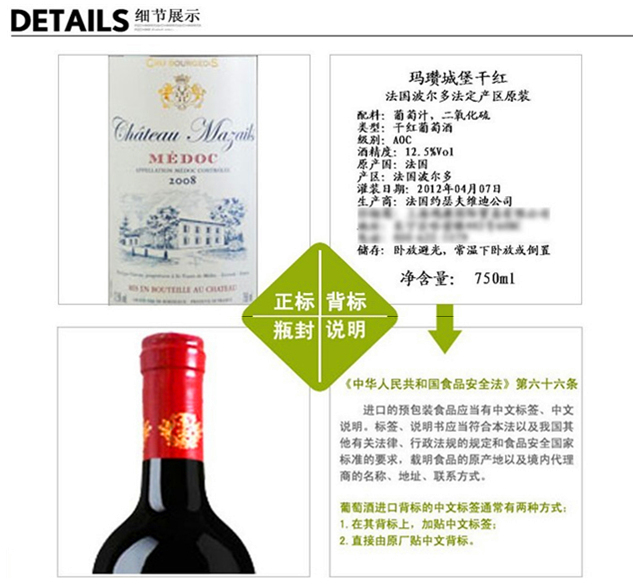 DETAILS 细节展示
CRU BOURGEOIS
Château Mazails
MÉDOC
APPELLATION MÉDOC CONTROLÉE
2008
MIS EN BOUTEILLE AU CHATEAU
玛瓒城堡干红
法国波尔多法定产区原装
配料：葡萄汁，二氧化硫
类型：干红葡萄酒
级别：AOC
酒精度：12.5%Vol
原产国：法国
产区：法国波尔多
灌装日期：2012年04月07日
生产商：法国约瑟夫维迪公司
储存：卧放避光，常温下卧放或倒置
净含量： 750ml
正标 背标
瓶封 说明
《中华人民共和国食品安全法》第六十六条
进口的预包装食品应当有中文标签、中文
说明。标签、说明书应当符合本法以及我国其
他有关法律、行政法规的规定和食品安全国家
标准的要求，载明食品的原产地以及境内代理
商的名称、地址、联系方式。
葡萄酒进口背标的中文标签通常有两种方式：
1.在其背标上，加贴中文标签；
2.直接由原厂贴中文背标。